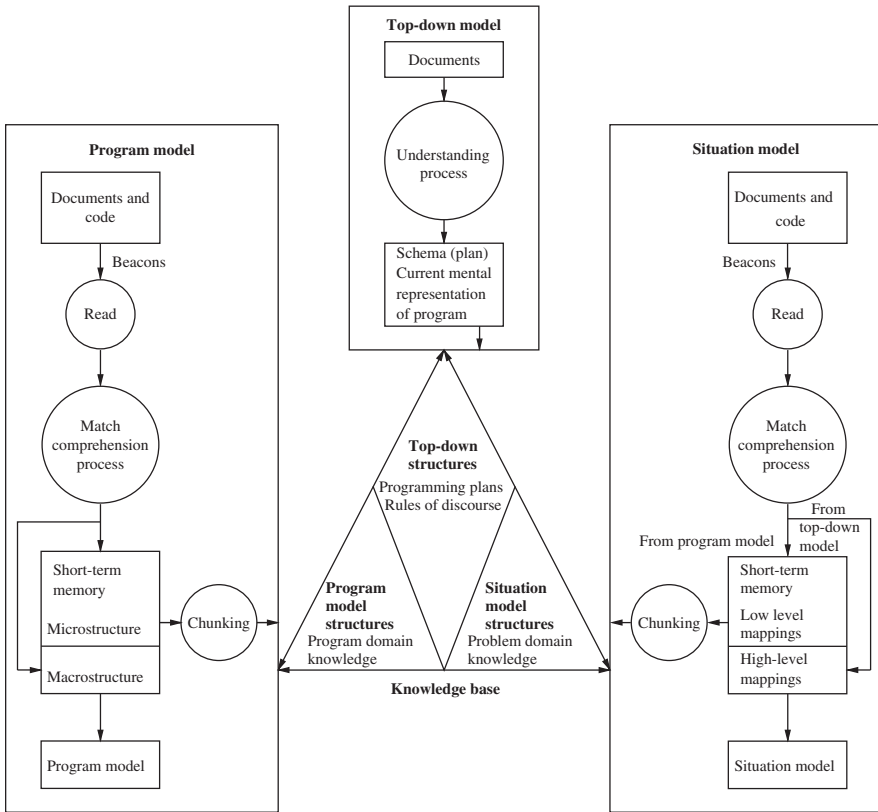 Top-down model
Documents
Understanding
process
Schema (plan)
Current mental
representation
of program
Program model
Documents and
code
Beacons
Read
Match
comprehension
process
Short-term
memory
Microstructure
Macrostructure
Chunking
Program model
Top-down
structures
Programming plans
Rules of discourse
Program
model
structures
Program domain
knowledge
Situation
model
structures
Problem domain
knowledge
Knowledge base
Situation model
Documents and
code
Beacons
Read
Match
comprehension
process
From
top-down
model
From program model
Short-term
memory
Low level
mappings
High-level
mappings
Chunking
Situation model